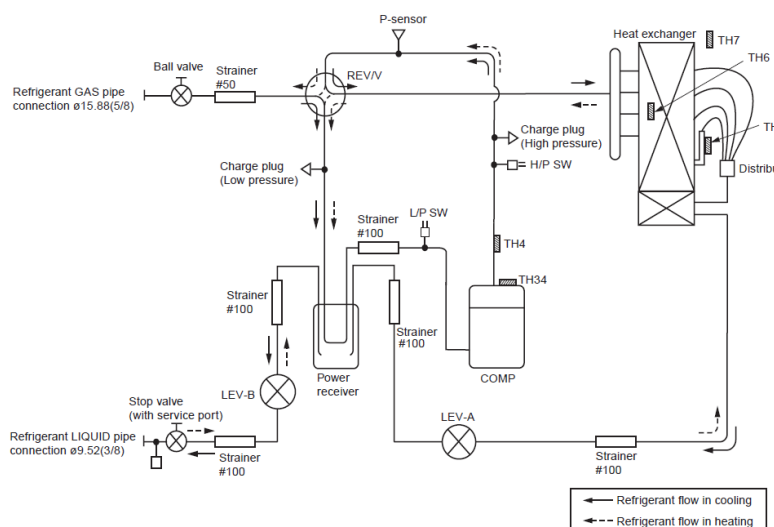 P-sensor
Heat exchanger
TH7
Ball valve
Strainer
#50
REV/V
TH6
Refrigerant GAS pipe
connection ø15.88(5/8)
Charge plug
(High pressure)
TH
Charge plug
(Low pressure)
H/P SW
Distribu
L/P SW
Strainer
#100
TH4
TH34
Strainer
#100
Strainer
#100
Power
receiver
COMP
LEV-B
Stop valve
(with service port)
LEV-A
Refrigerant LIQUID pipe
connection ø9.52(3/8)
Strainer
#100
Strainer
#100
Refrigerant flow in cooling
Refrigerant flow in heating